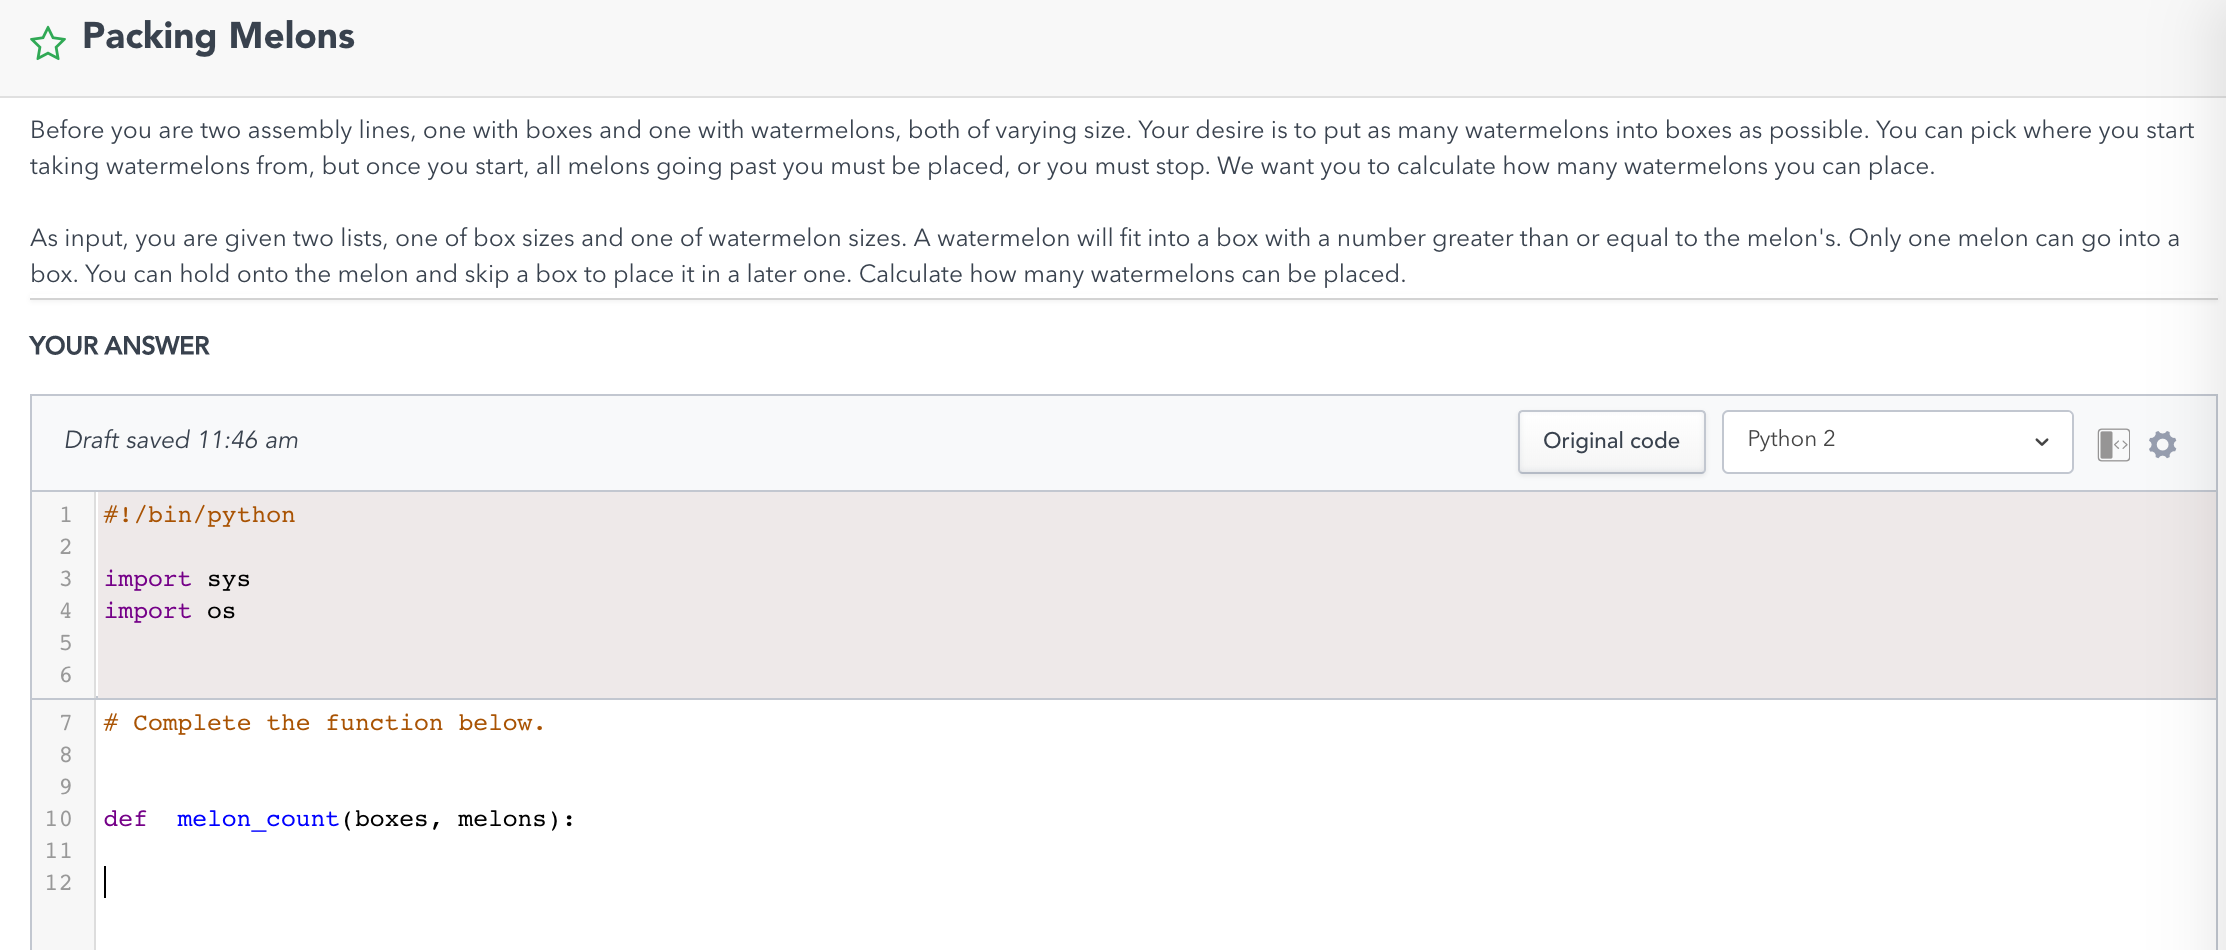 Packing Melons
Before you are two assembly lines, one with boxes and one with watermelons, both of varying size. Your desire is to put as many watermelons into boxes as possible. You can pick where you start
taking watermelons from, but once you start, all melons going past you must be placed, or you must stop. We want you to calculate how many watermelons you can place.
As input, you are given two lists, one of box sizes and one of watermelon sizes. A watermelon will fit into a box with a number greater than or equal to the melon's. Only one melon can go into a
box. You can hold onto the melon and skip a box to place it in a later one. Calculate how many watermelons can be placed.
YOUR ANSWER
Draft saved 11:46 am
Original code
Python 2
1 #!/bin/python
2
3 import sys
4 import os
5
6
7 # Complete the function below.
8
9
10 def  melon_count(boxes, melons):
11
12